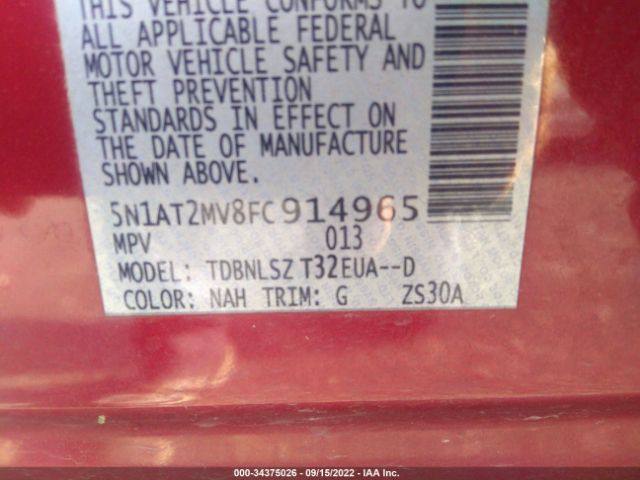 THIS VEHICLE CONFORMS TO
ALL APPLICABLE FEDERAL
MOTOR VEHICLE SAFETY AND
THEFT PREVENTION
STANDARDS IN EFFECT ON
THE DATE OF MANUFACTURE
SHOWN ABOVE.
5N1AT2MV8FC914965
MPV 013
MODEL: TDBNLSZ T32EUA--D
COLOR: NAH TRIM: G ZS30A
000-34375026 - 09/15/2022 - IAA Inc.